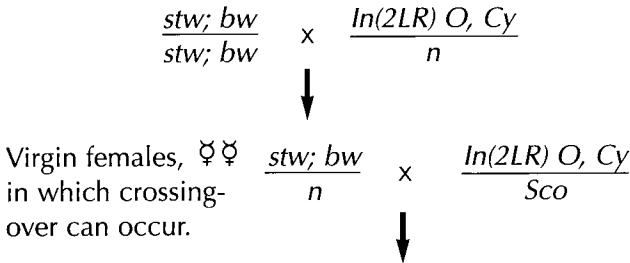 stw; bw x In(2LR) O, Cy
stw; bw n
Virgin females, ☿☿ stw; bw x In(2LR) O, Cy
in which crossing- n Sco
over can occur.